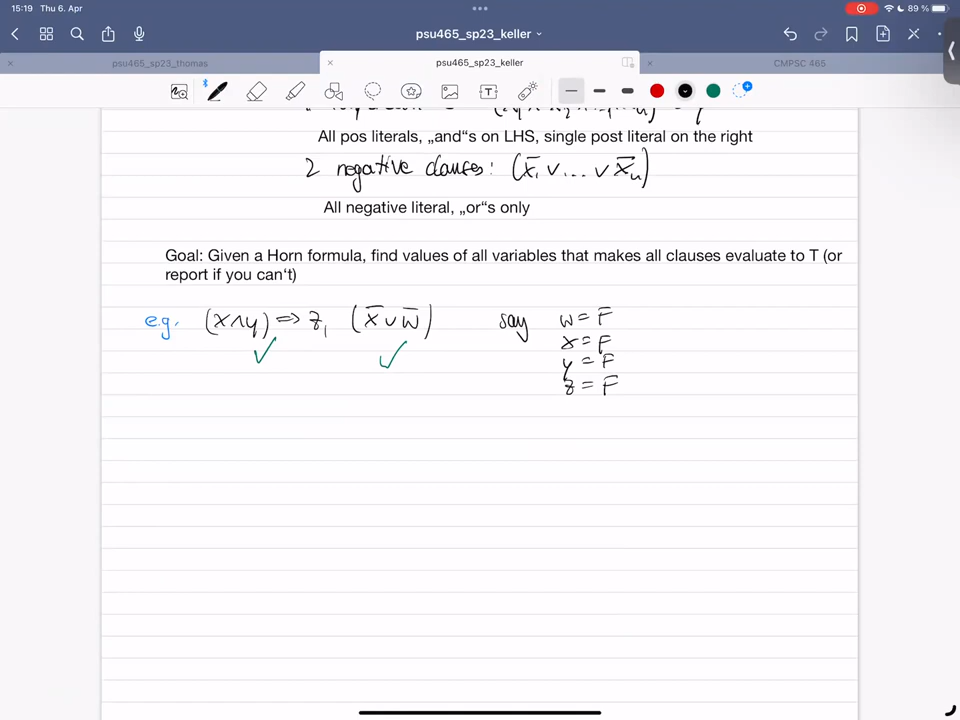 15:19 Thu 6. Apr 89 %
psu465_sp23_keller
psu465_sp23_thomas psu465_sp23_keller CMPSC 465
All pos literals, „and“s on LHS, single post literal on the right
2 negative clauses: (x̄₁ ∨ ... ∨ x̄ₙ)
All negative literal, „or“s only
Goal: Given a Horn formula, find values of all variables that makes all clauses evaluate to T (or
report if you can‘t)
e.g. (x∧y) => z, (x̄ ∨ w̄) say w = F
x = F
y = F
z = F